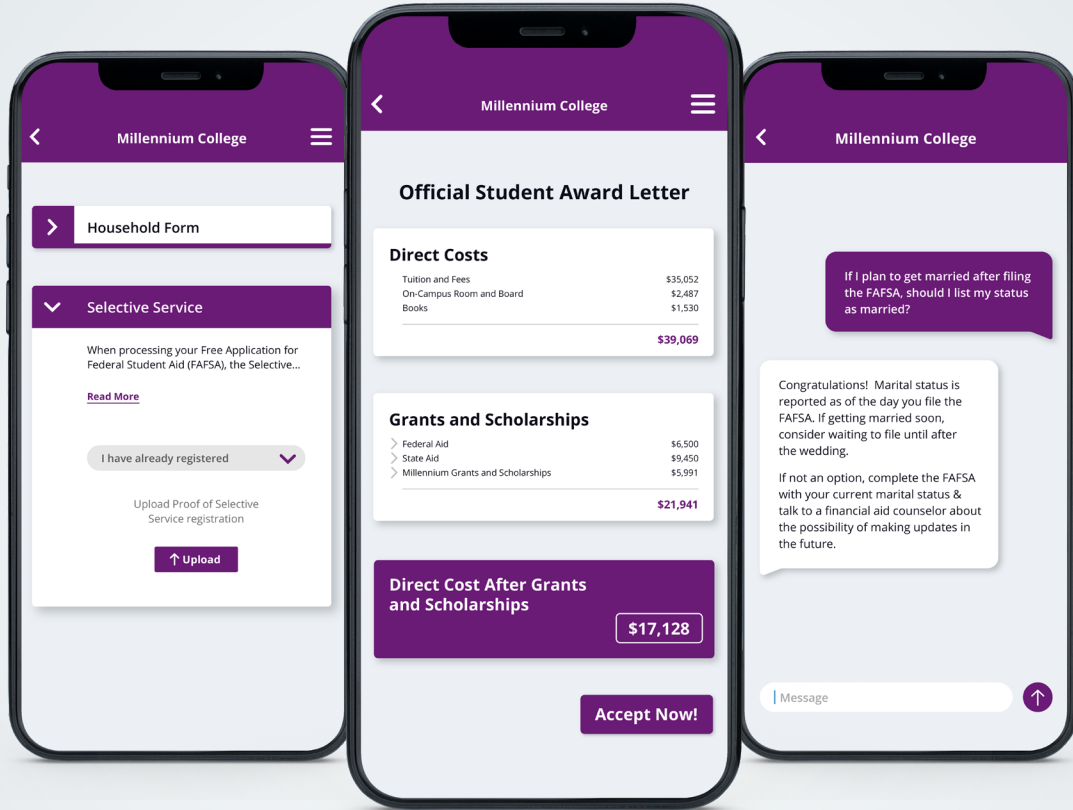 Millennium College
Household Form
Selective Service
When processing your Free Application for
Federal Student Aid (FAFSA), the Selective...
Read More
I have already registered
Upload Proof of Selective
Service registration
Upload
Millennium College
Official Student Award Letter
Direct Costs
Tuition and Fees $35,052
On-Campus Room and Board $2,487
Books $1,530
$39,069
Grants and Scholarships
Federal Aid $6,500
State Aid $9,450
Millennium Grants and Scholarships $5,991
$21,941
Direct Cost After Grants
and Scholarships
$17,128
Accept Now!
Millennium College
If I plan to get married after filing
the FAFSA, should I list my status
as married?
Congratulations! Marital status is
reported as of the day you file the
FAFSA. If getting married soon,
consider waiting to file until after
the wedding.
If not an option, complete the FAFSA
with your current marital status &
talk to a financial aid counselor about
the possibility of making updates in
the future.
Message